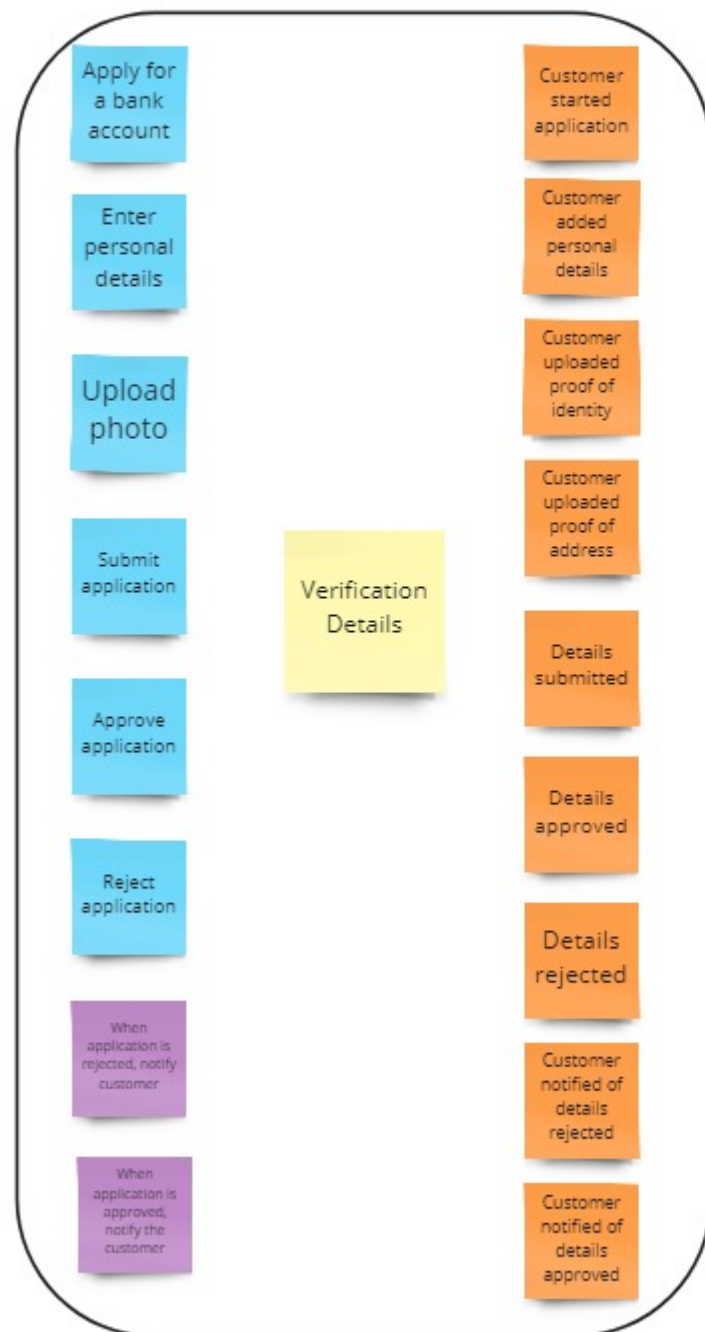 Apply for
a bank
account
Enter
personal
details
Upload
photo
Submit
application
Approve
application
Reject
application
When
application is
rejected, notify
customer
When
application is
approved,
notify the
customer
Verification
Details
Customer
started
application
Customer
added
personal
details
Customer
uploaded
proof of
identity
Customer
uploaded
proof of
address
Details
submitted
Details
approved
Details
rejected
Customer
notified of
details
rejected
Customer
notified of
details
approved